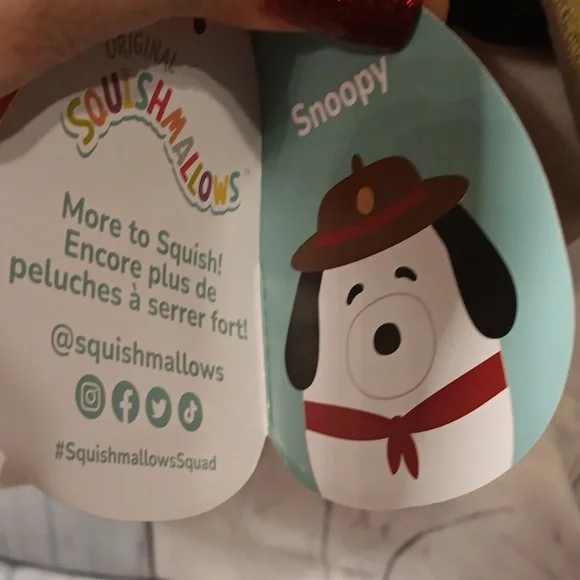 ORIGINAL
SQUISHMALLOWS
More to Squish!
Encore plus de
peluches à serrer fort!
@squishmallows
#SquishmallowsSquad
Snoopy